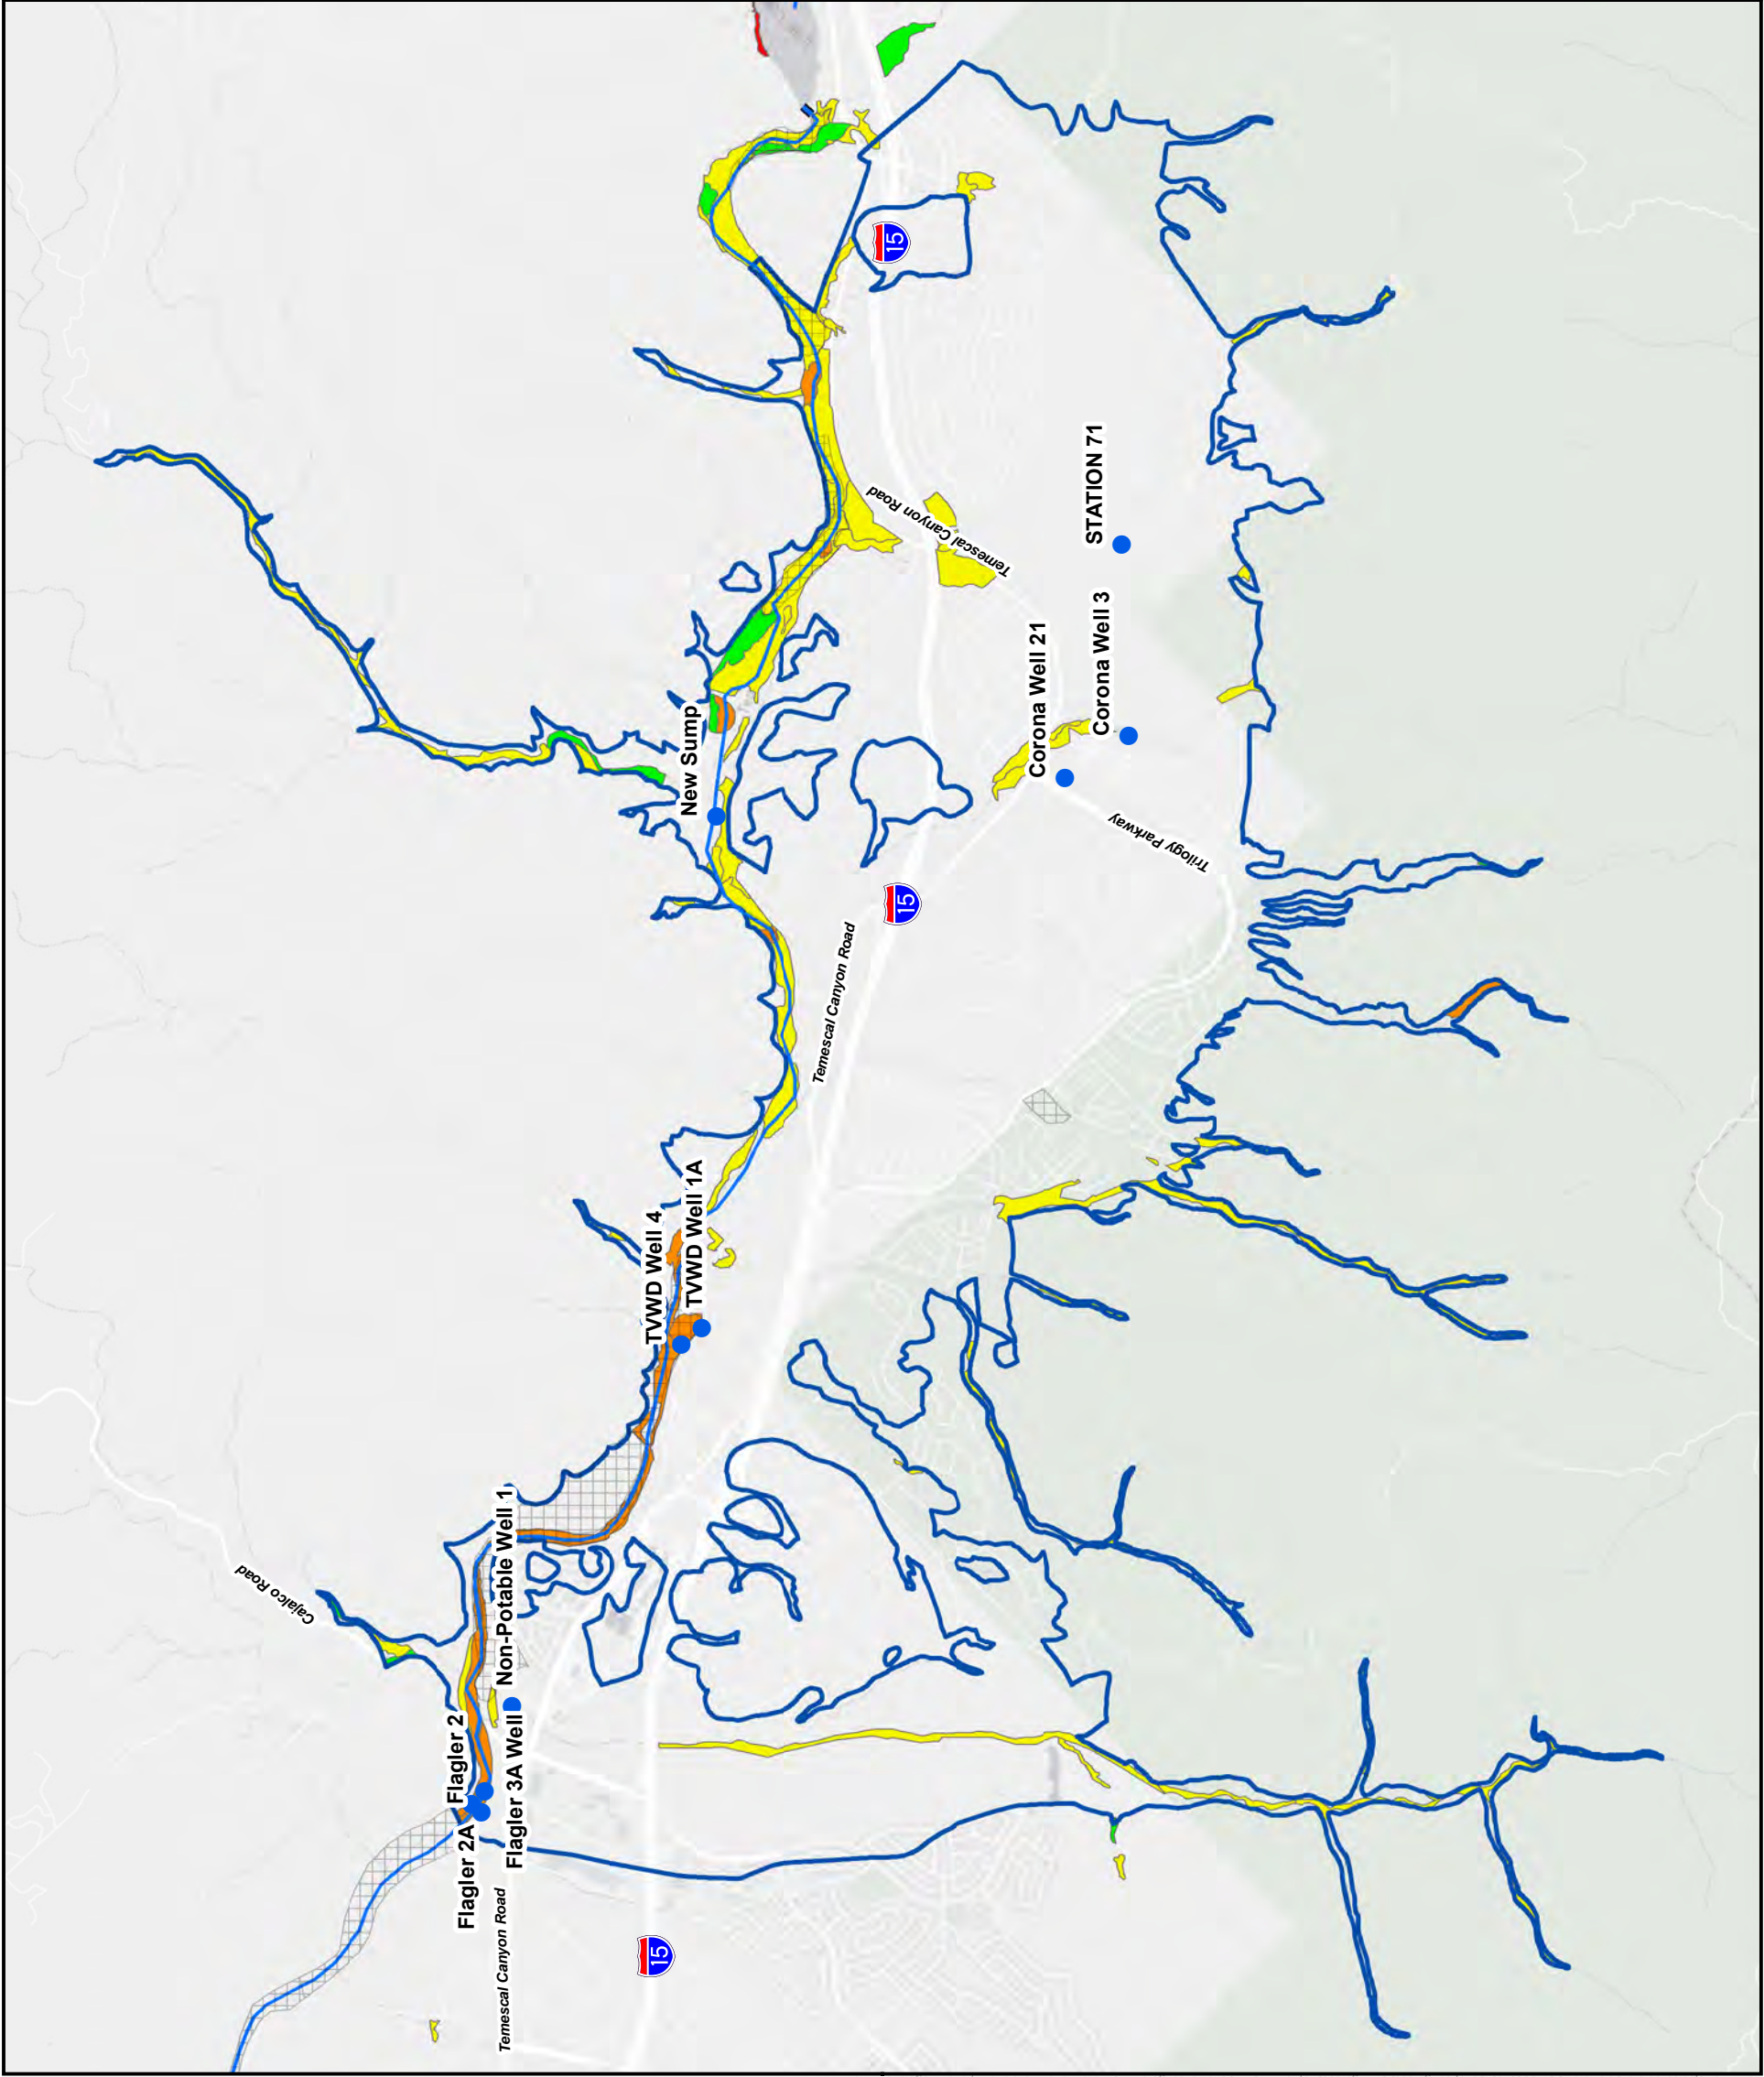 Cajalco Road
Flagler 2A
Flagler 2
Flagler 3A Well
Non-Potable Well 1
Temescal Canyon Road
15
TVWD Well 4
TVWD Well 1A
Temescal Canyon Road
15
New Sump
Trilogy Parkway
Corona Well 21
Corona Well 3
STATION 71
Temescal Canyon Road
15